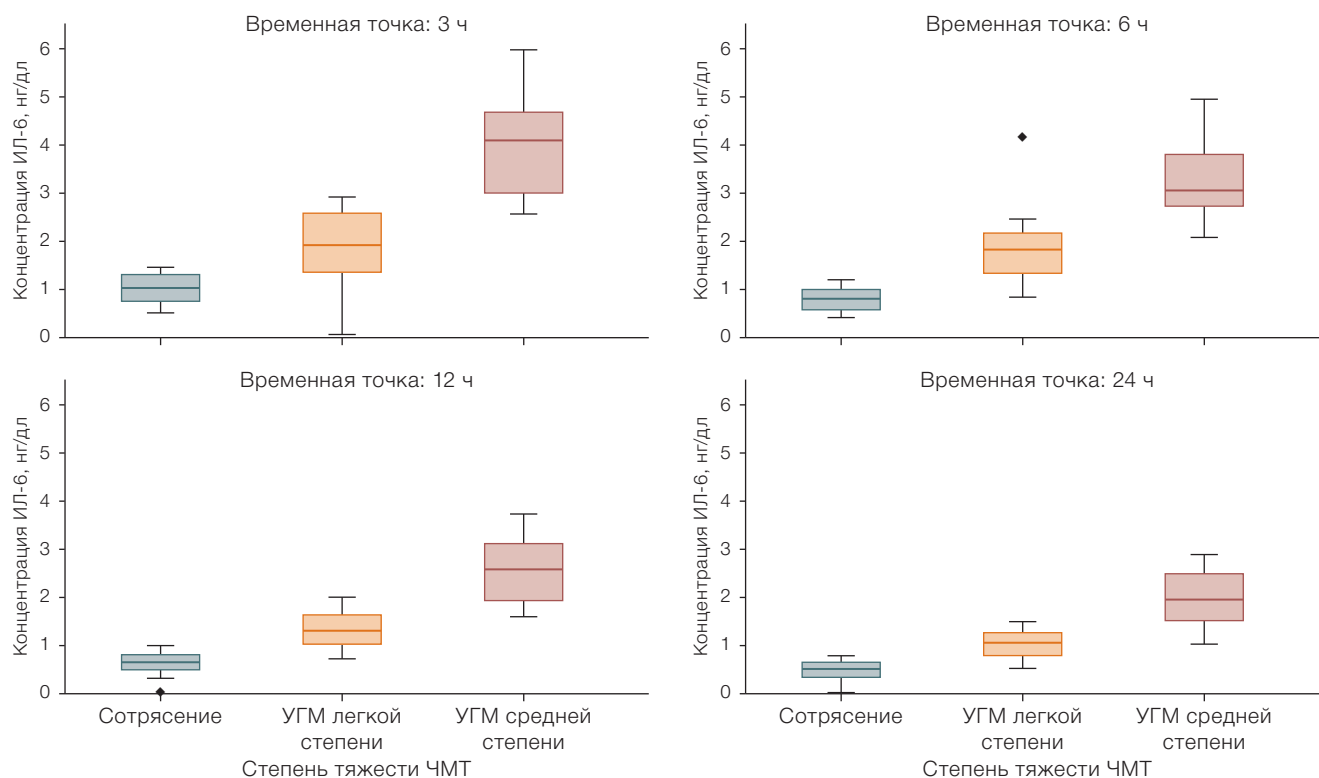 Временная точка: 3 ч
Концентрация ИЛ-6, нг/дл
6
5
4
3
2
1
0
Временная точка: 6 ч
Концентрация ИЛ-6, нг/дл
6
5
4
3
2
1
0
Временная точка: 12 ч
Концентрация ИЛ-6, нг/дл
6
5
4
3
2
1
0
Сотрясение
УГМ легкой
степени
УГМ средней
степени
Степень тяжести ЧМТ
Временная точка: 24 ч
Концентрация ИЛ-6, нг/дл
6
5
4
3
2
1
0
Сотрясение
УГМ легкой
степени
УГМ средней
степени
Степень тяжести ЧМТ